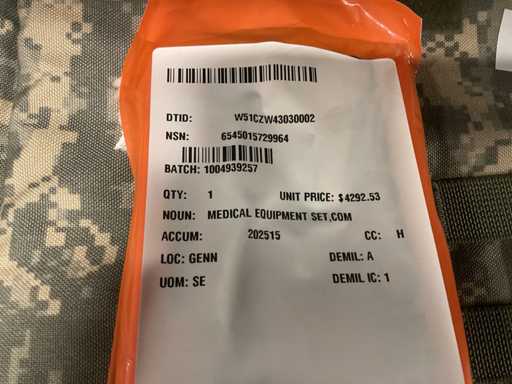 DTID: W51CZW43030002
NSN: 6545015729964
BATCH: 1004939257
QTY: 1 UNIT PRICE: $4292.53
NOUN: MEDICAL EQUIPMENT SET,COM
ACCUM: 202515 CC: H
LOC: GENN DEMIL: A
UOM: SE DEMIL IC: 1